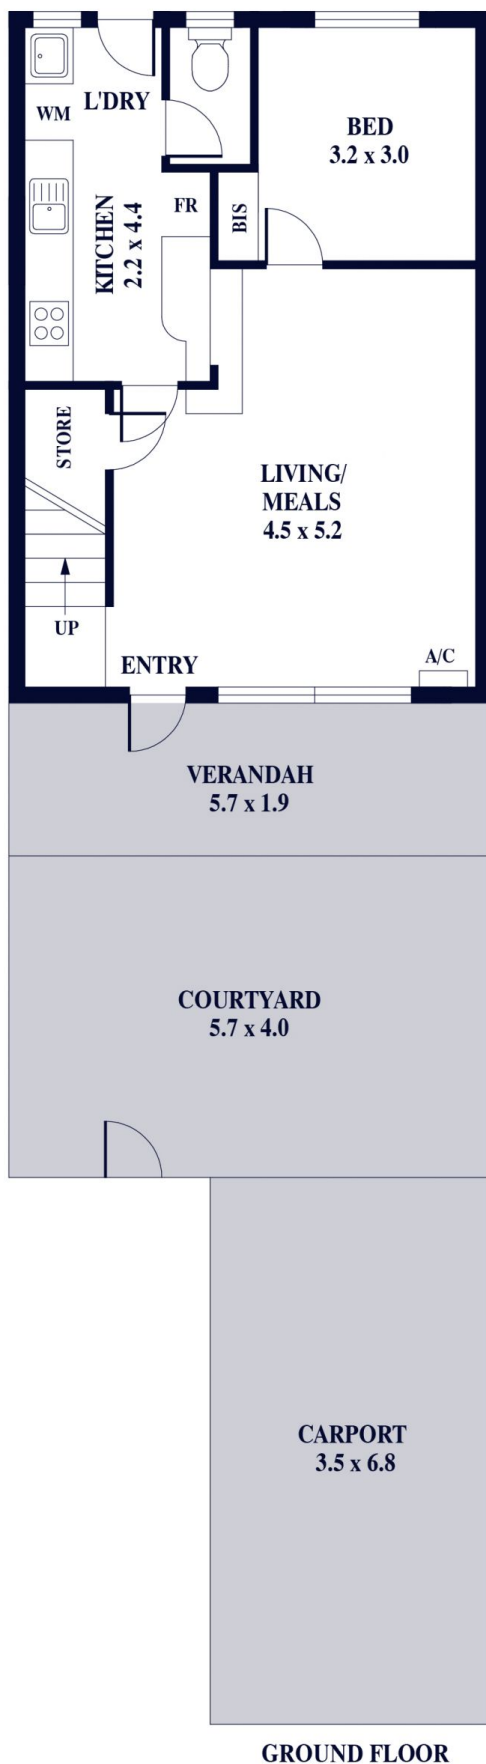 L'DRY
WM
BED
3.2 x 3.0
KITCHEN
2.2 x 4.4
FR
BIS
STORE
LIVING/
MEALS
4.5 x 5.2
UP
ENTRY
A/C
VERANDAH
5.7 x 1.9
COURTYARD
5.7 x 4.0
CARPORT
3.5 x 6.8
GROUND FLOOR